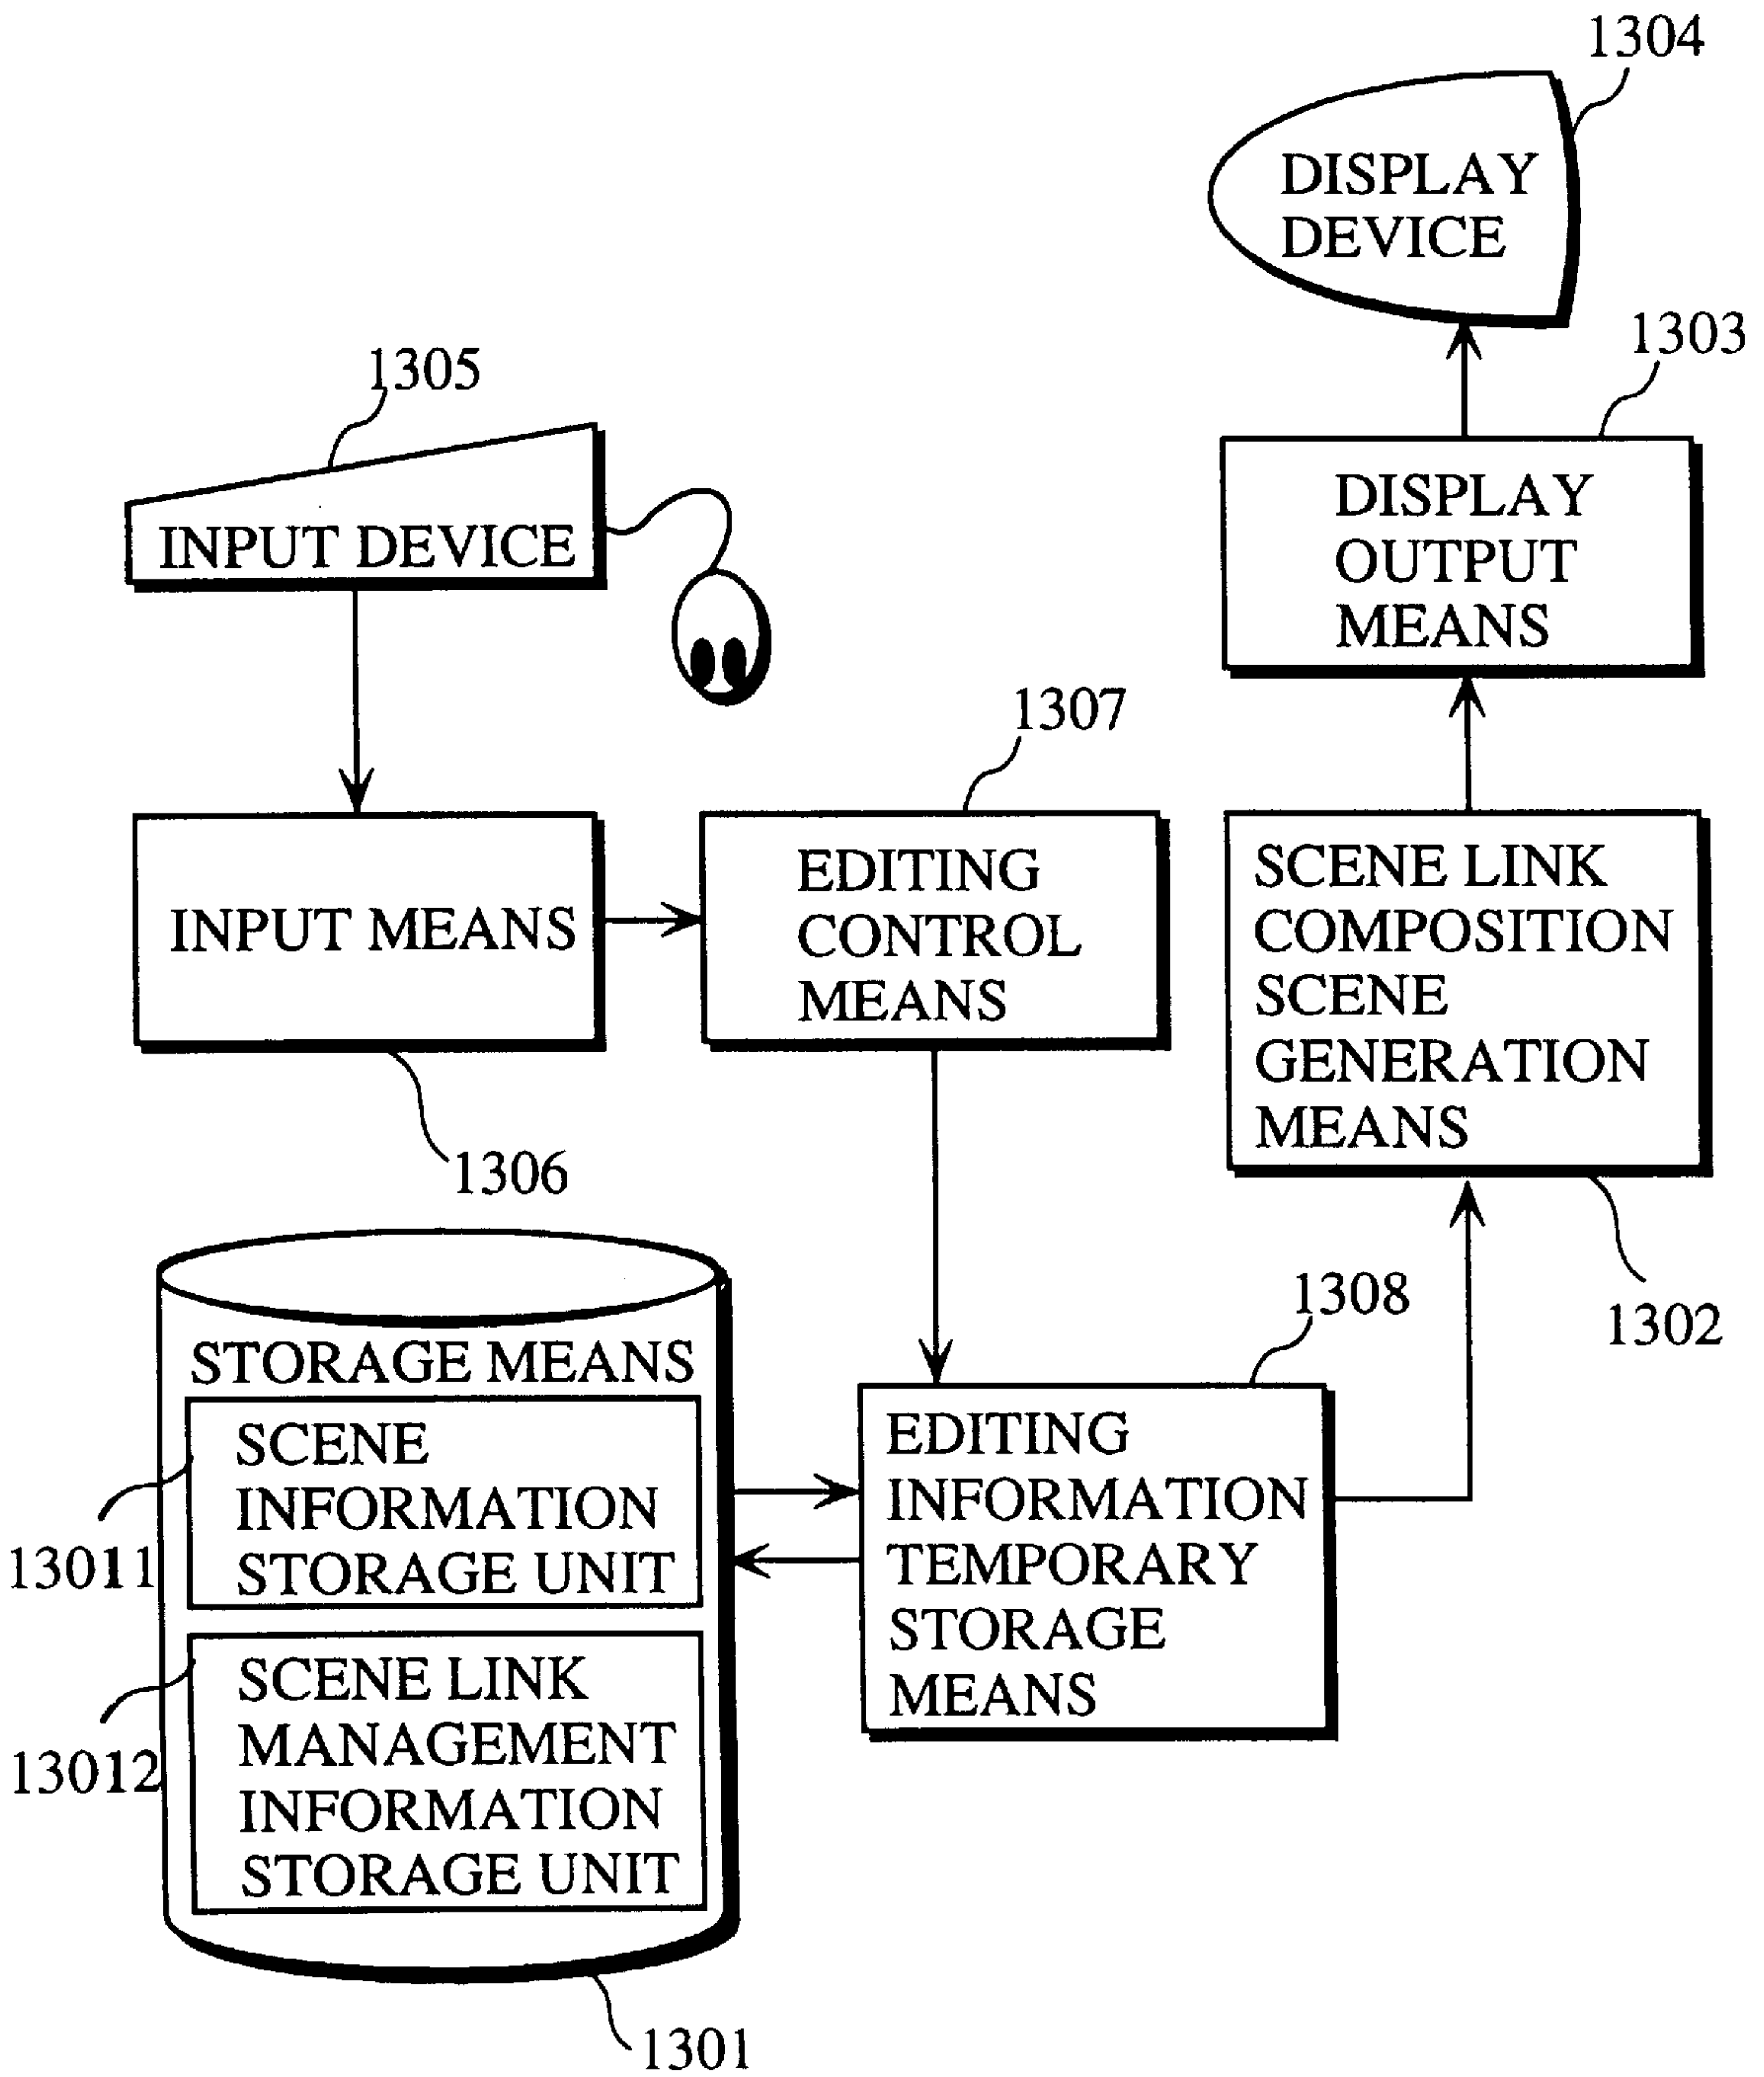 1304
DISPLAY
DEVICE
1303
1305
DISPLAY
OUTPUT
MEANS
INPUT DEVICE
1307
INPUT MEANS
EDITING
CONTROL
MEANS
SCENE LINK
COMPOSITION
SCENE
GENERATION
MEANS
1306
1302
1308
STORAGE MEANS
SCENE
INFORMATION
STORAGE UNIT
13011
SCENE LINK
MANAGEMENT
INFORMATION
STORAGE UNIT
13012
EDITING
INFORMATION
TEMPORARY
STORAGE
MEANS
1301